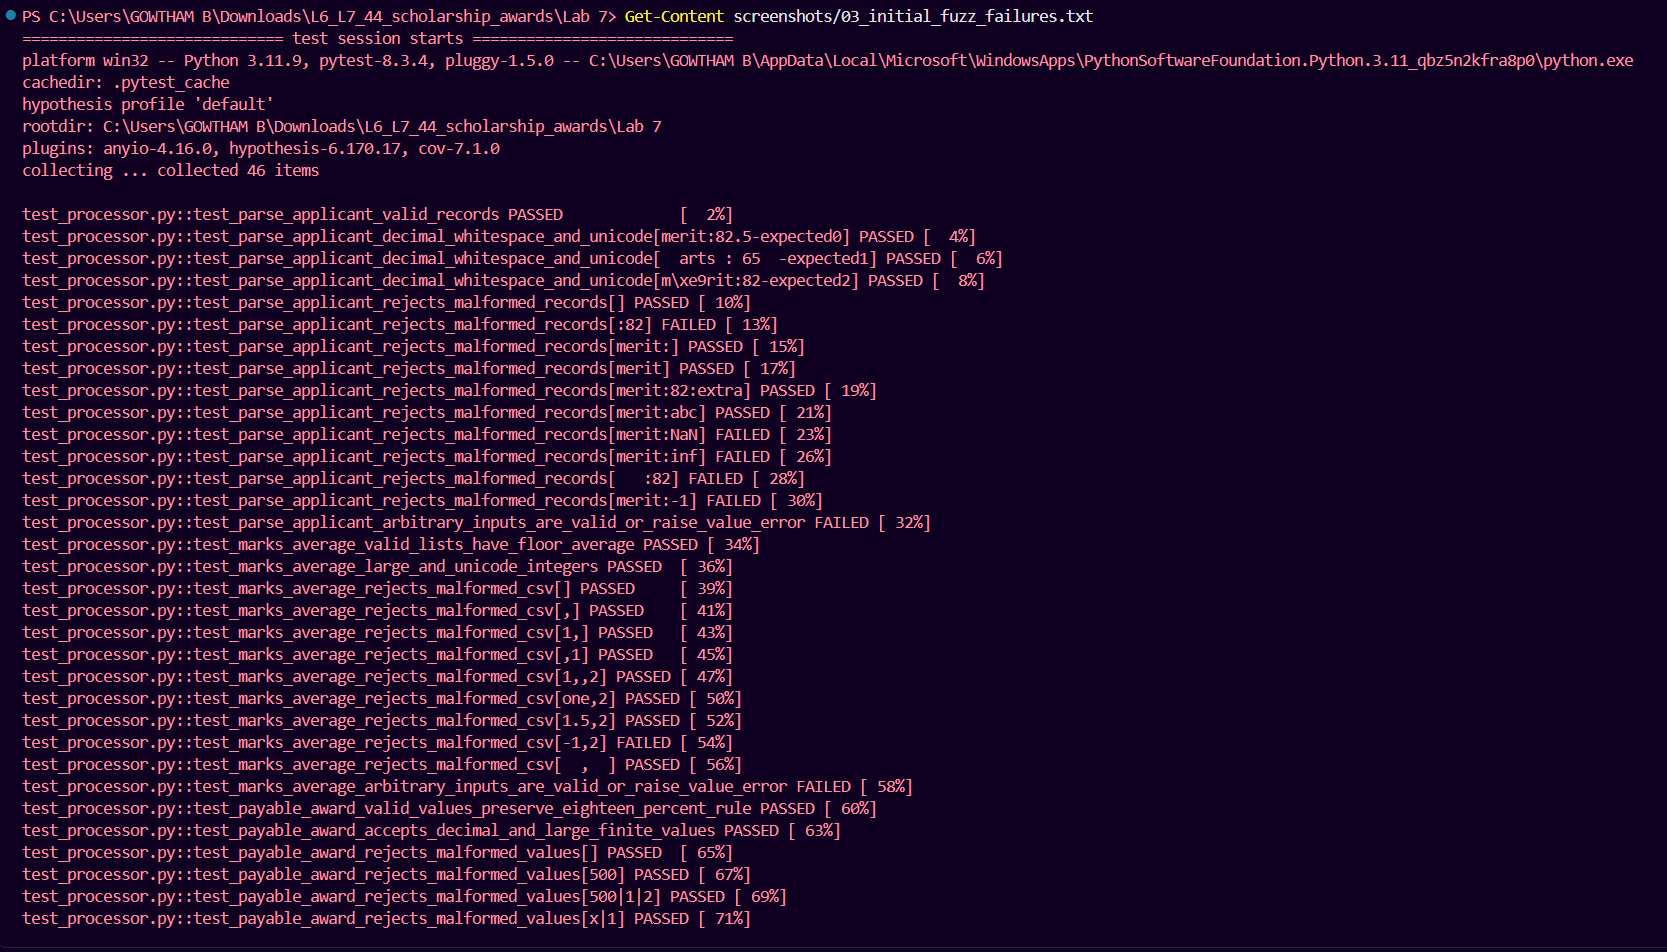 PS C:\Users\GOWTHAM B\Downloads\L6_L7_44_scholarship_awards\Lab 7> Get-Content screenshots/03_initial_fuzz_failures.txt
============================= test session starts =============================
platform win32 -- Python 3.11.9, pytest-8.3.4, pluggy-1.5.0 -- C:\Users\GOWTHAM B\AppData\Local\Microsoft\WindowsApps\PythonSoftwareFoundation.Python.3.11_qbz5n2kfra8p0\python.exe
cachedir: .pytest_cache
hypothesis profile 'default'
rootdir: C:\Users\GOWTHAM B\Downloads\L6_L7_44_scholarship_awards\Lab 7
plugins: anyio-4.16.0, hypothesis-6.170.17, cov-7.1.0
collecting ... collected 46 items
test_processor.py::test_parse_applicant_valid_records PASSED             [  2%]
test_processor.py::test_parse_applicant_decimal_whitespace_and_unicode[merit:82.5-expected0] PASSED [  4%]
test_processor.py::test_parse_applicant_decimal_whitespace_and_unicode[  arts : 65  -expected1] PASSED [  6%]
test_processor.py::test_parse_applicant_decimal_whitespace_and_unicode[m\xe9rit:82-expected2] PASSED [  8%]
test_processor.py::test_parse_applicant_rejects_malformed_records[] PASSED [ 10%]
test_processor.py::test_parse_applicant_rejects_malformed_records[:82] FAILED [ 13%]
test_processor.py::test_parse_applicant_rejects_malformed_records[merit:] PASSED [ 15%]
test_processor.py::test_parse_applicant_rejects_malformed_records[merit] PASSED [ 17%]
test_processor.py::test_parse_applicant_rejects_malformed_records[merit:82:extra] PASSED [ 19%]
test_processor.py::test_parse_applicant_rejects_malformed_records[merit:abc] PASSED [ 21%]
test_processor.py::test_parse_applicant_rejects_malformed_records[merit:NaN] FAILED [ 23%]
test_processor.py::test_parse_applicant_rejects_malformed_records[merit:inf] FAILED [ 26%]
test_processor.py::test_parse_applicant_rejects_malformed_records[   :82] FAILED [ 28%]
test_processor.py::test_parse_applicant_rejects_malformed_records[merit:-1] FAILED [ 30%]
test_processor.py::test_parse_applicant_arbitrary_inputs_are_valid_or_raise_value_error FAILED [ 32%]
test_processor.py::test_marks_average_valid_lists_have_floor_average PASSED [ 34%]
test_processor.py::test_marks_average_large_and_unicode_integers PASSED  [ 36%]
test_processor.py::test_marks_average_rejects_malformed_csv[] PASSED     [ 39%]
test_processor.py::test_marks_average_rejects_malformed_csv[,] PASSED    [ 41%]
test_processor.py::test_marks_average_rejects_malformed_csv[1,] PASSED   [ 43%]
test_processor.py::test_marks_average_rejects_malformed_csv[,1] PASSED   [ 45%]
test_processor.py::test_marks_average_rejects_malformed_csv[1,,2] PASSED [ 47%]
test_processor.py::test_marks_average_rejects_malformed_csv[one,2] PASSED [ 50%]
test_processor.py::test_marks_average_rejects_malformed_csv[1.5,2] PASSED [ 52%]
test_processor.py::test_marks_average_rejects_malformed_csv[-1,2] FAILED [ 54%]
test_processor.py::test_marks_average_rejects_malformed_csv[  ,  ] PASSED [ 56%]
test_processor.py::test_marks_average_arbitrary_inputs_are_valid_or_raise_value_error FAILED [ 58%]
test_processor.py::test_payable_award_valid_values_preserve_eighteen_percent_rule PASSED [ 60%]
test_processor.py::test_payable_award_accepts_decimal_and_large_finite_values PASSED [ 63%]
test_processor.py::test_payable_award_rejects_malformed_values[] PASSED  [ 65%]
test_processor.py::test_payable_award_rejects_malformed_values[500] PASSED [ 67%]
test_processor.py::test_payable_award_rejects_malformed_values[500|1|2] PASSED [ 69%]
test_processor.py::test_payable_award_rejects_malformed_values[x|1] PASSED [ 71%]